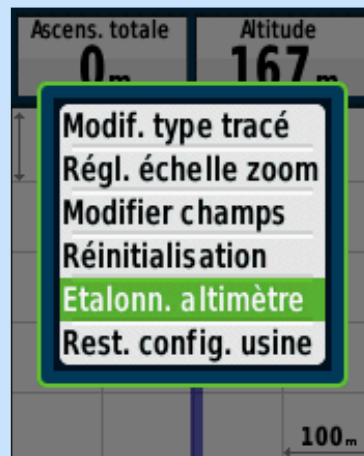 Ascens. totale
Altitude
0m
167m
Modif. type tracé
Régl. échelle zoom
Modifier champs
Réinitialisation
Etalonn. altimètre
Rest. config. usine
100m